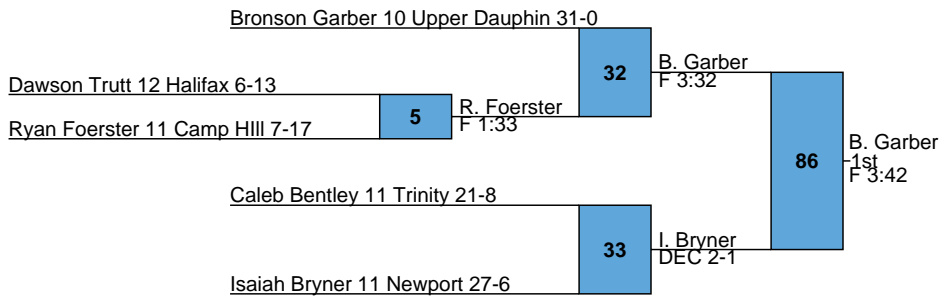 Bronson Garber 10 Upper Dauphin 31-0
32
B. Garber
F 3:32
Dawson Trutt 12 Halifax 6-13
5
R. Foerster
F 1:33
Ryan Foerster 11 Camp HIll 7-17
86
B. Garber
1st
F 3:42
Caleb Bentley 11 Trinity 21-8
33
I. Bryner
DEC 2-1
Isaiah Bryner 11 Newport 27-6